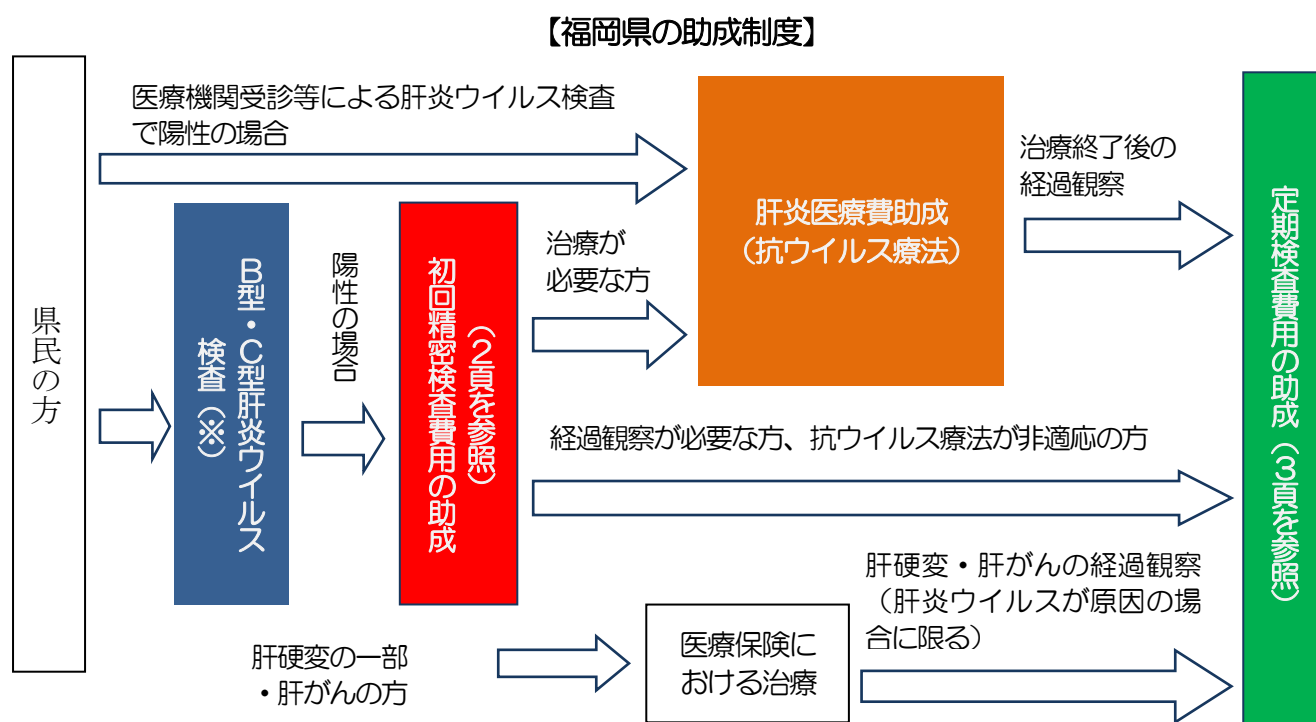 【福岡県の助成制度】
県民の方
医療機関受診等による肝炎ウイルス検査
で陽性の場合
B型・C型肝炎ウイルス
検査（※）
陽性の場合
初回精密検査費用の助成
（２頁を参照）
治療が
必要な方
肝炎医療費助成
（抗ウイルス療法）
治療終了後の
経過観察
経過観察が必要な方、抗ウイルス療法が非適応の方
肝硬変の一部
・肝がんの方
医療保険に
おける治療
肝硬変・肝がんの経過観察
（肝炎ウイルスが原因の場
合に限る）
定期検査費用の助成（３頁を参照）